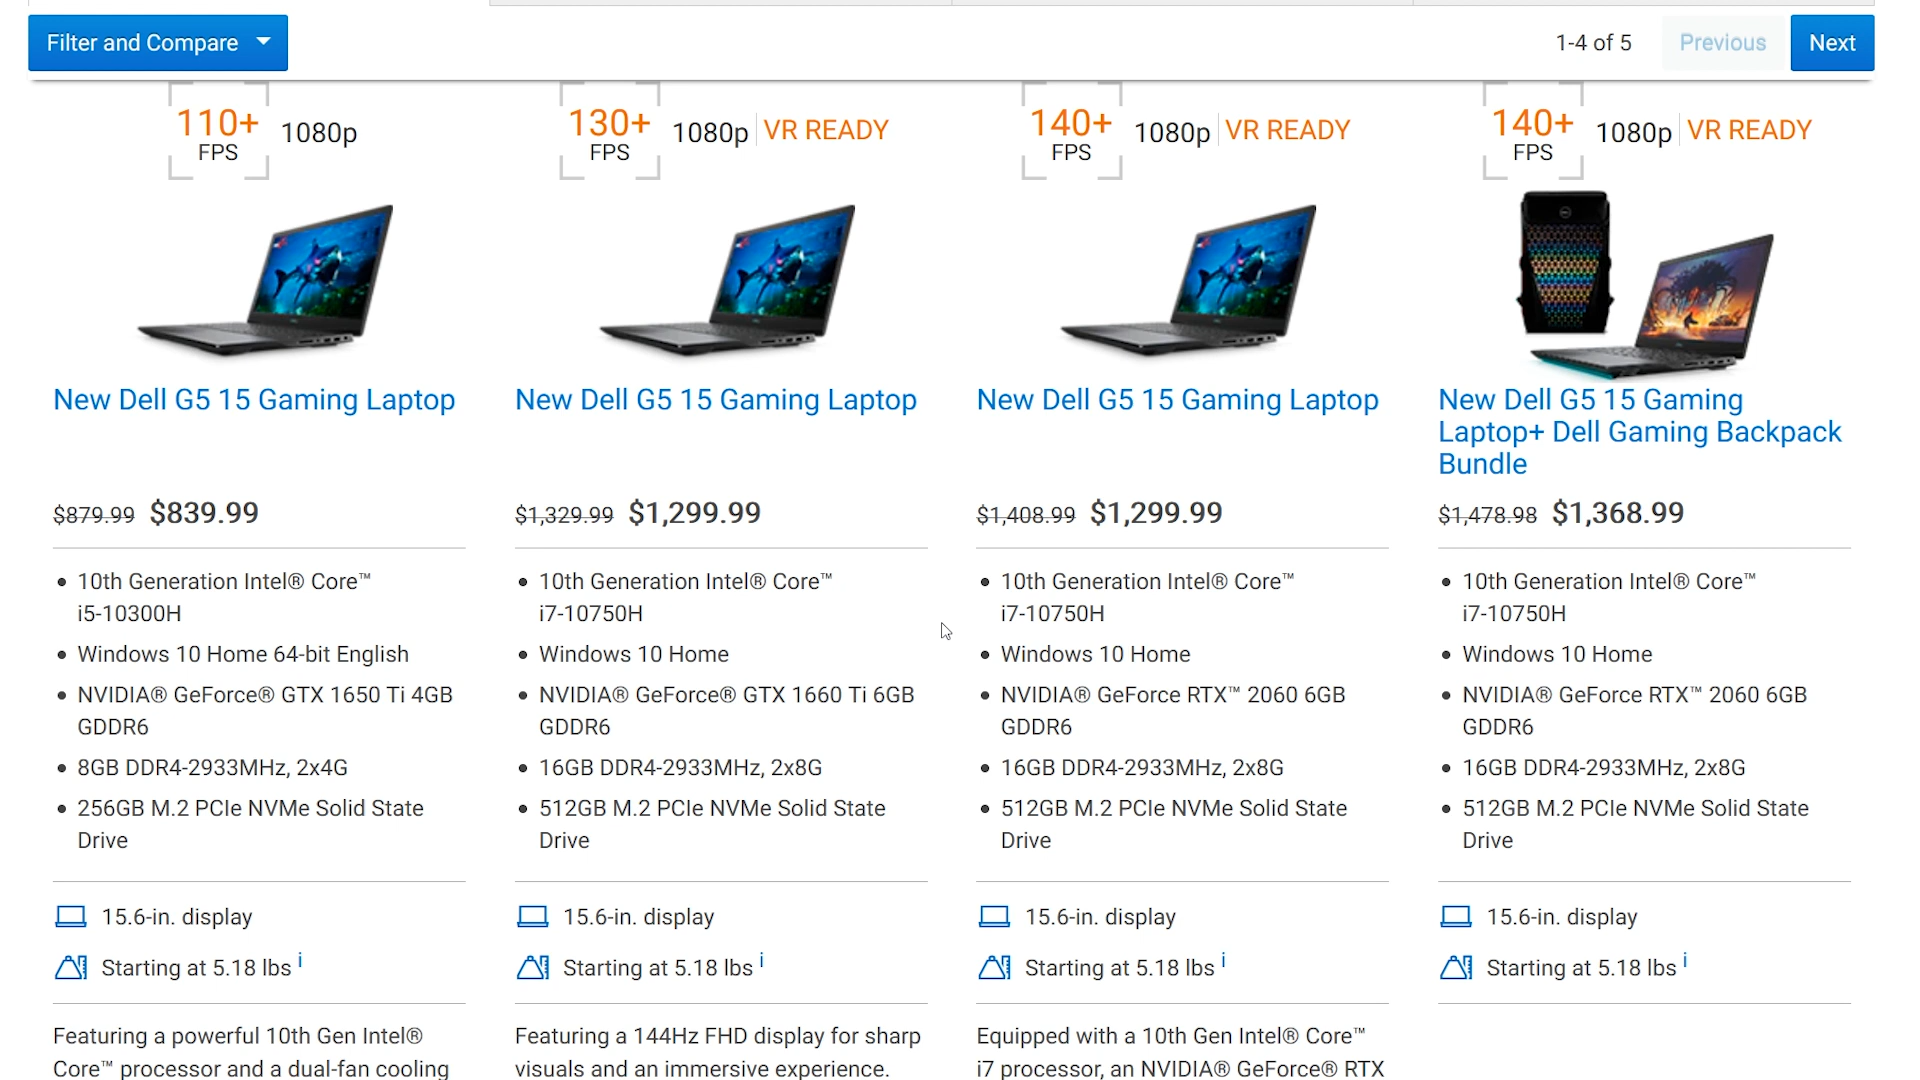 Filter and Compare
1-4 of 5
Previous
Next
110+
FPS
1080p
130+
FPS
1080p
VR READY
140+
FPS
1080p
VR READY
140+
FPS
1080p
VR READY
New Dell G5 15 Gaming Laptop
$879.99 $839.99
10th Generation Intel® Core™
i5-10300H
Windows 10 Home 64-bit English
NVIDIA® GeForce® GTX 1650 Ti 4GB
GDDR6
8GB DDR4-2933MHz, 2x4G
256GB M.2 PCIe NVMe Solid State
Drive
15.6-in. display
Starting at 5.18 lbs i
Featuring a powerful 10th Gen Intel®
Core™ processor and a dual-fan cooling
New Dell G5 15 Gaming Laptop
$1,329.99 $1,299.99
10th Generation Intel® Core™
i7-10750H
Windows 10 Home
NVIDIA® GeForce® GTX 1660 Ti 6GB
GDDR6
16GB DDR4-2933MHz, 2x8G
512GB M.2 PCIe NVMe Solid State
Drive
15.6-in. display
Starting at 5.18 lbs i
Featuring a 144Hz FHD display for sharp
visuals and an immersive experience.
New Dell G5 15 Gaming Laptop
$1,408.99 $1,299.99
10th Generation Intel® Core™
i7-10750H
Windows 10 Home
NVIDIA® GeForce RTX™ 2060 6GB
GDDR6
16GB DDR4-2933MHz, 2x8G
512GB M.2 PCIe NVMe Solid State
Drive
15.6-in. display
Starting at 5.18 lbs i
Equipped with a 10th Gen Intel® Core™
i7 processor, an NVIDIA® GeForce® RTX
New Dell G5 15 Gaming
Laptop+ Dell Gaming Backpack
Bundle
$1,478.98 $1,368.99
10th Generation Intel® Core™
i7-10750H
Windows 10 Home
NVIDIA® GeForce RTX™ 2060 6GB
GDDR6
16GB DDR4-2933MHz, 2x8G
512GB M.2 PCIe NVMe Solid State
Drive
15.6-in. display
Starting at 5.18 lbs i